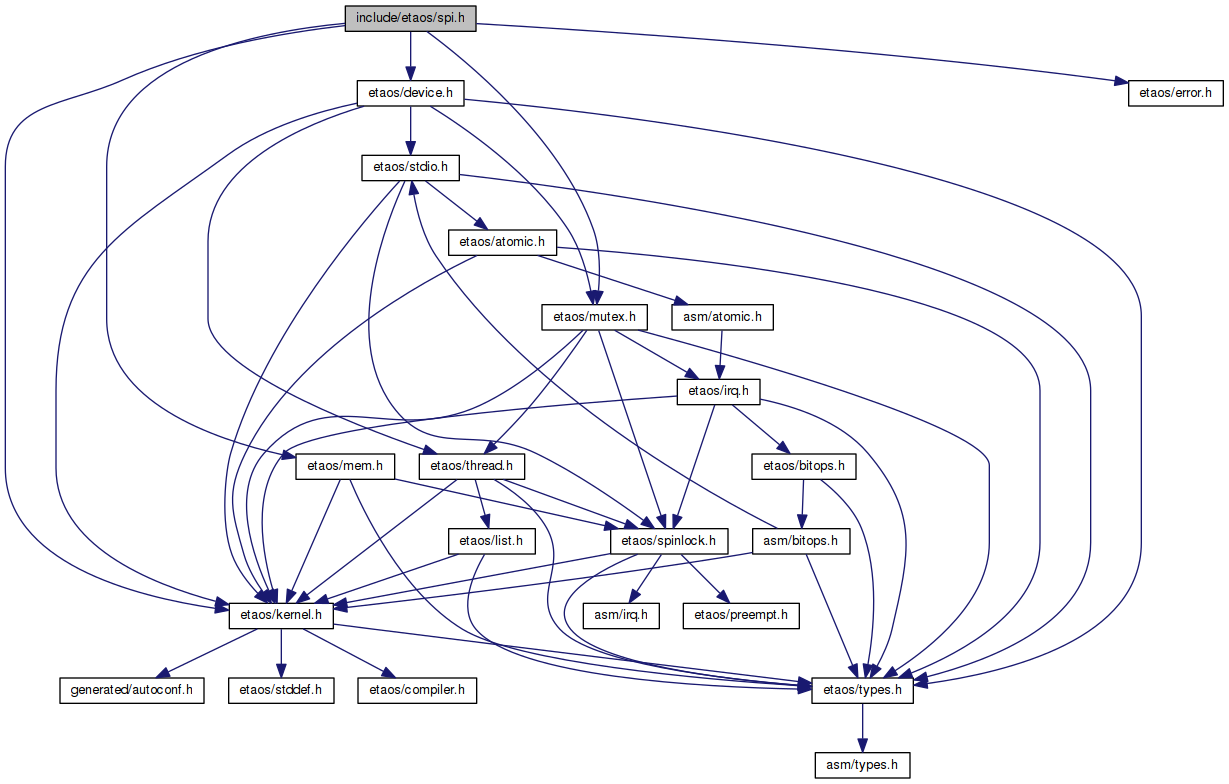 include/etaos/spi.h
etaos/device.h
etaos/error.h
etaos/stdio.h
etaos/atomic.h
etaos/mutex.h
asm/atomic.h
etaos/irq.h
etaos/mem.h
etaos/thread.h
etaos/bitops.h
etaos/list.h
etaos/spinlock.h
asm/bitops.h
etaos/kernel.h
asm/irq.h
etaos/preempt.h
generated/autoconf.h
etaos/stddef.h
etaos/compiler.h
etaos/types.h
asm/types.h